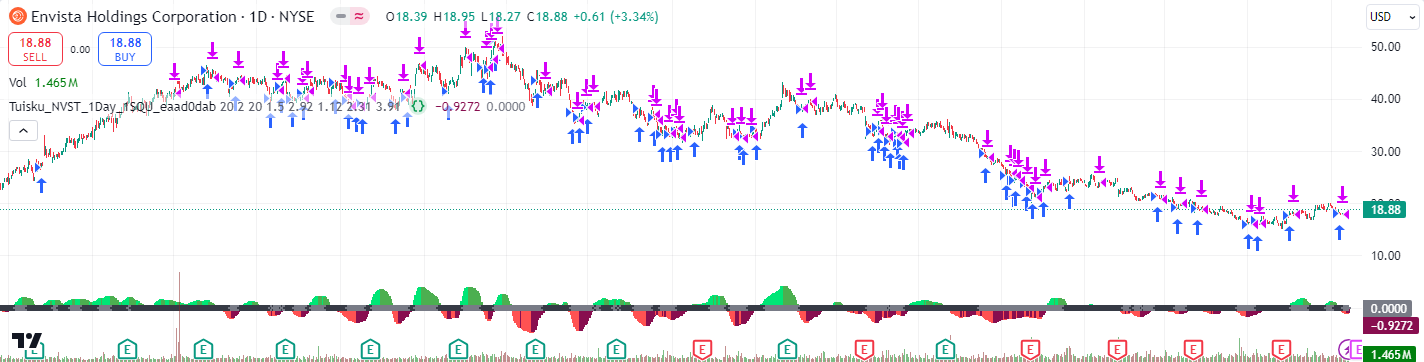 Envista Holdings Corporation · 1D · NYSE O18.39 H18.95 L18.27 C18.88 +0.61 (+3.34%)
USD
18.88 0.00 18.88
SELL BUY
50.00
Vol 1.465M
Tuisku_NVST_1Day_1SQU_eaad0dab 20 2 20 1.5 2.92 1.12 2.31 3.91 {} −0.9272 0.0000
40.00
30.00
18.88
10.00
0.0000
−0.9272
E E E E E E E E E E E E E E E E E E
1.465M